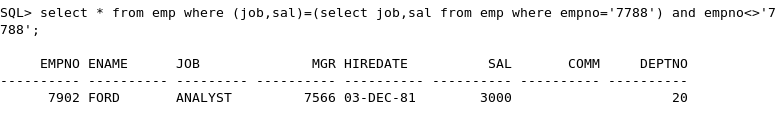 SQL> select * from emp where (job,sal)=(select job,sal from emp where empno='7788') and empno<>'7
788';
     EMPNO ENAME      JOB              MGR HIREDATE          SAL       COMM     DEPTNO
---------- ---------- --------- ---------- ---------- ---------- ---------- ----------
      7902 FORD       ANALYST         7566 03-DEC-81        3000                    20